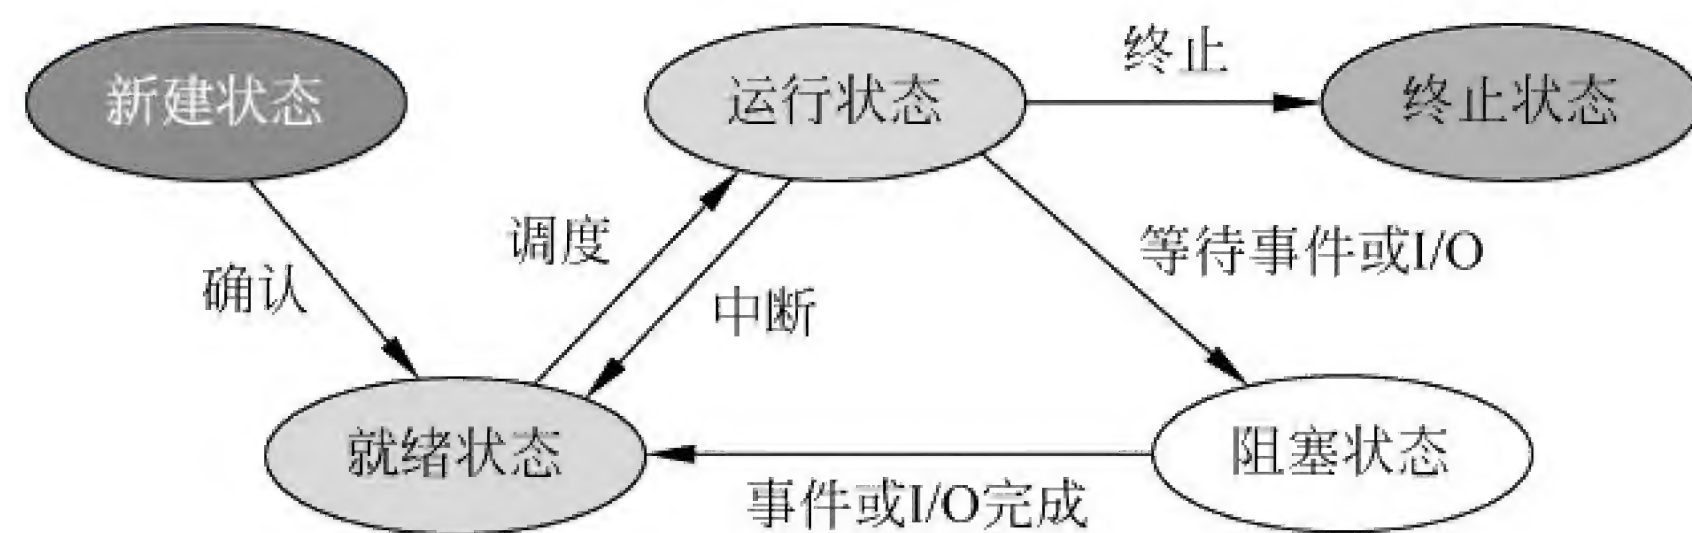 新建状态
运行状态
终止
终止状态
确认
调度
中断
等待事件或I/O
就绪状态
事件或I/O完成
阻塞状态